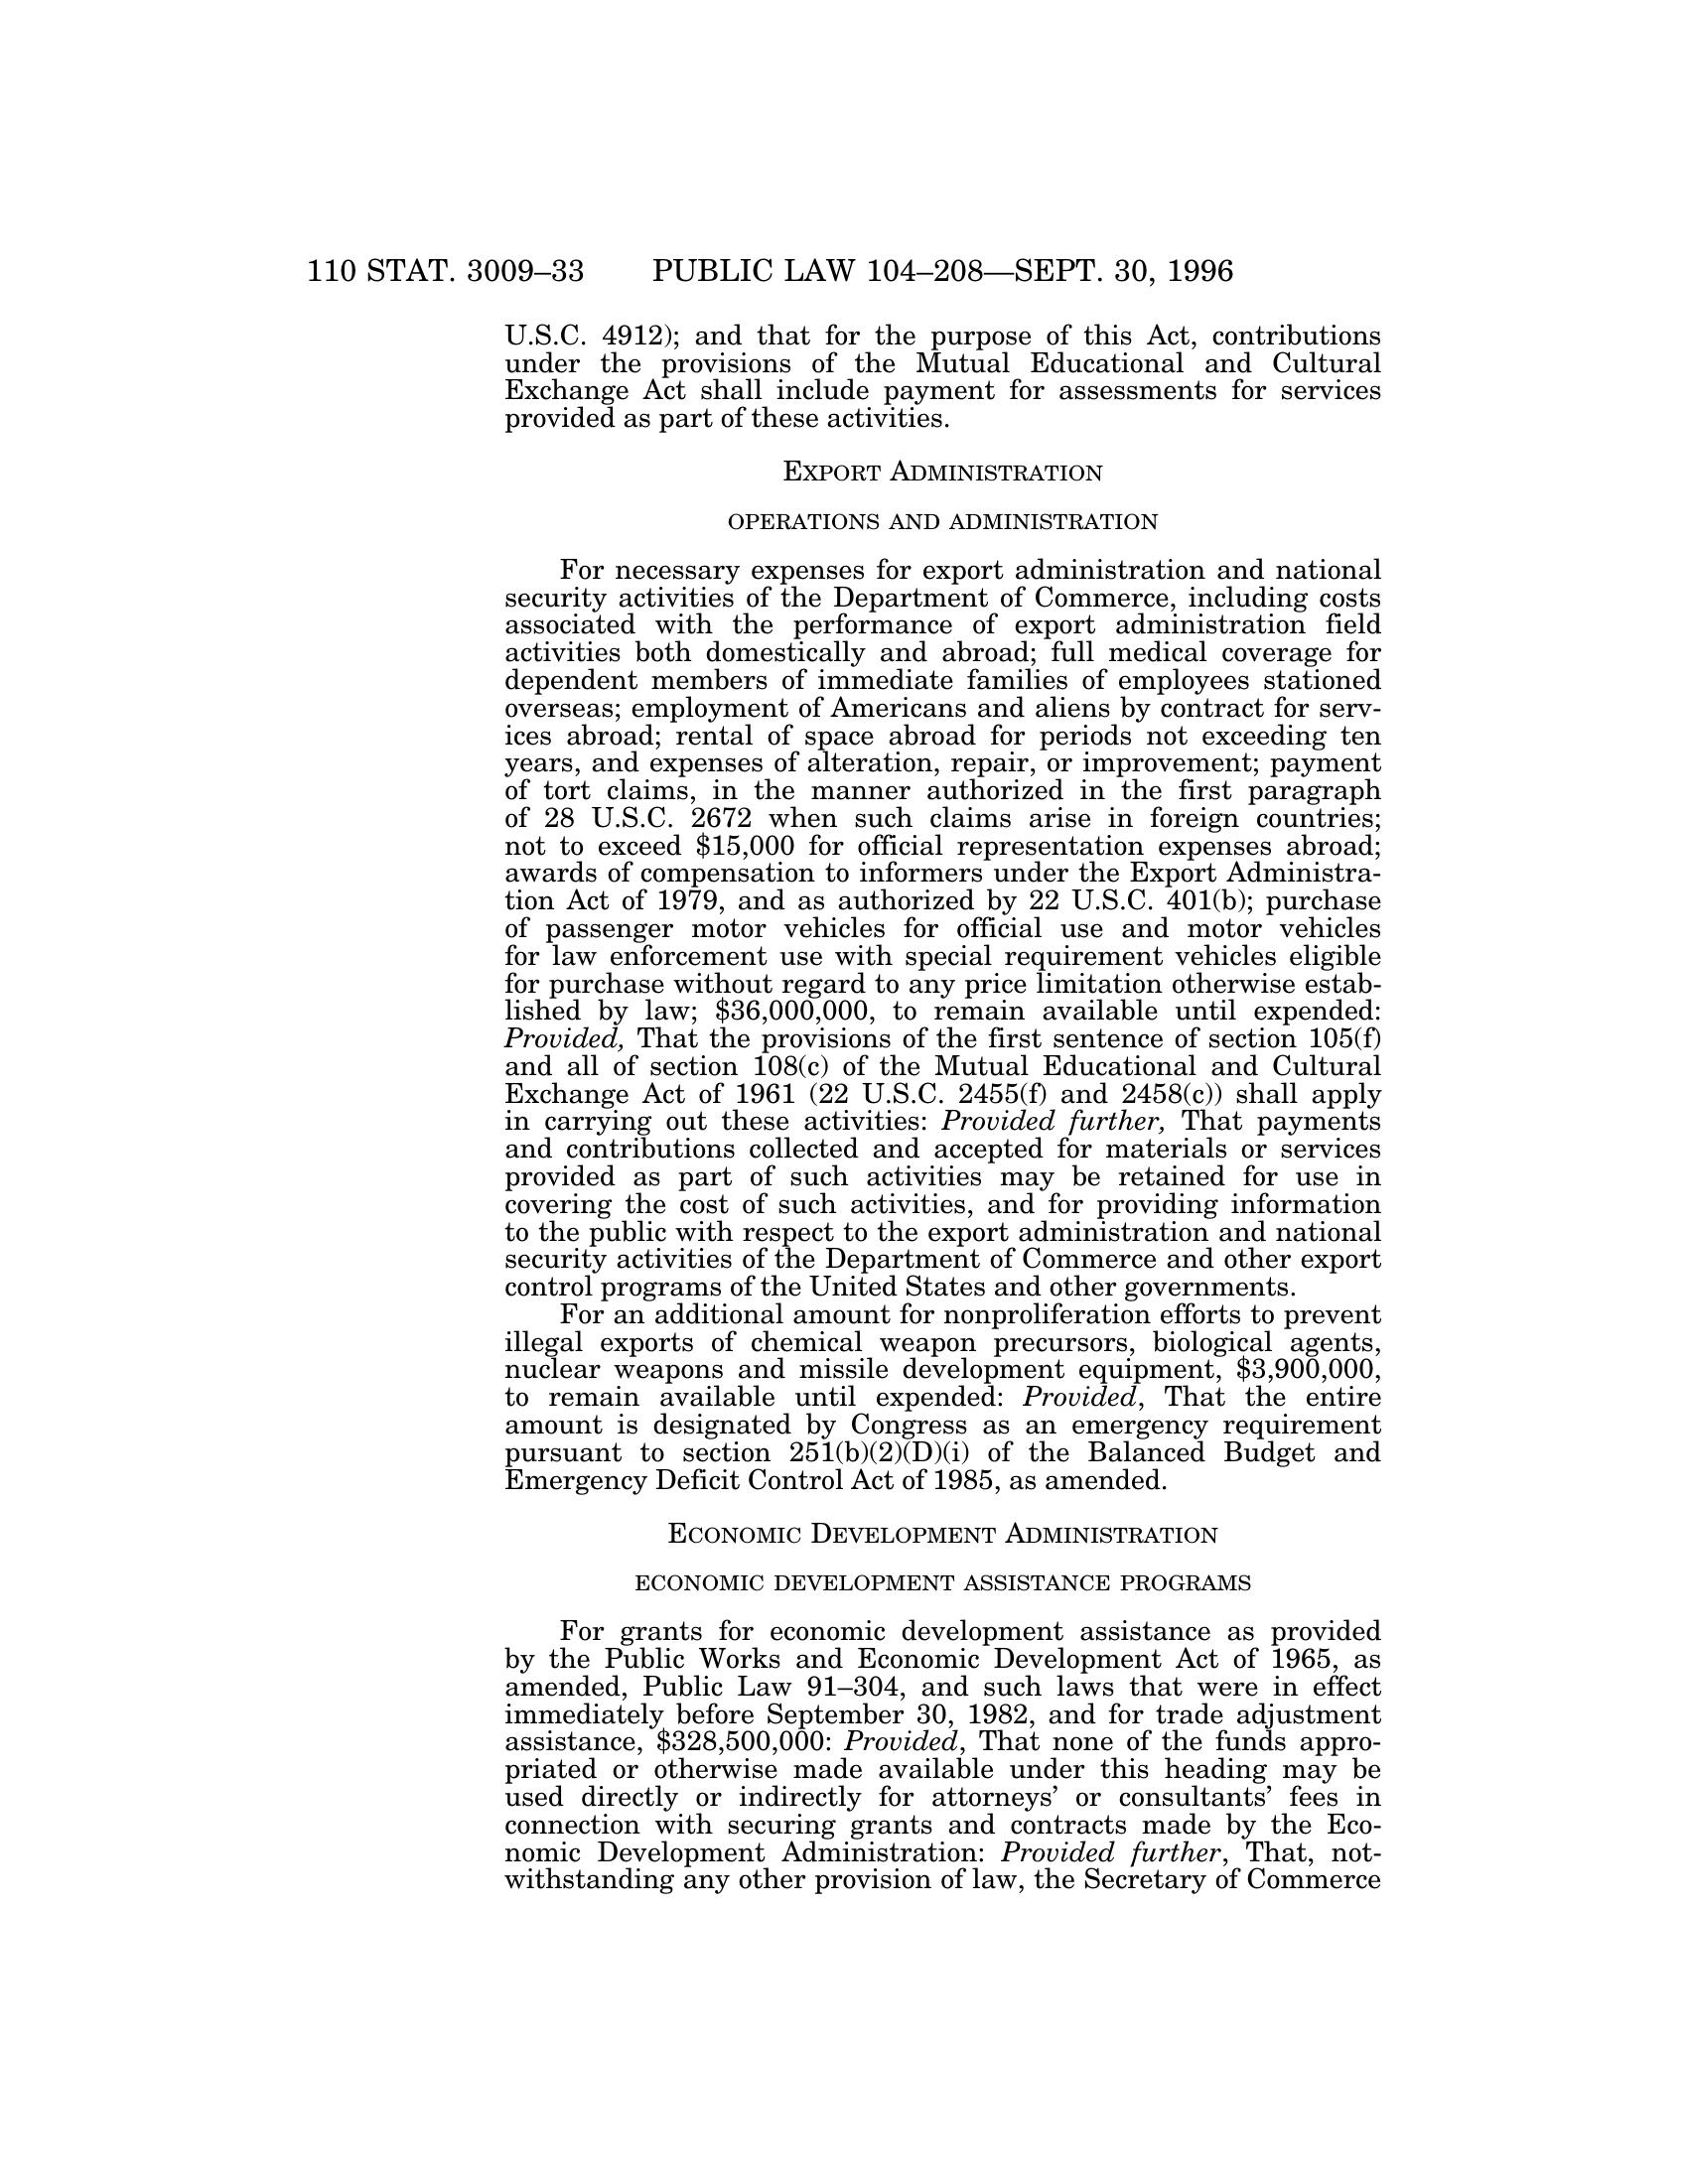 110 STAT. 3009–33 PUBLIC LAW 104–208—SEPT. 30, 1996
U.S.C. 4912); and that for the purpose of this Act, contributions
under the provisions of the Mutual Educational and Cultural
Exchange Act shall include payment for assessments for services
provided as part of these activities.
EXPORT ADMINISTRATION
OPERATIONS AND ADMINISTRATION
For necessary expenses for export administration and national
security activities of the Department of Commerce, including costs
associated with the performance of export administration field
activities both domestically and abroad; full medical coverage for
dependent members of immediate families of employees stationed
overseas; employment of Americans and aliens by contract for serv-
ices abroad; rental of space abroad for periods not exceeding ten
years, and expenses of alteration, repair, or improvement; payment
of tort claims, in the manner authorized in the first paragraph
of 28 U.S.C. 2672 when such claims arise in foreign countries;
not to exceed $15,000 for official representation expenses abroad;
awards of compensation to informers under the Export Administra-
tion Act of 1979, and as authorized by 22 U.S.C. 401(b); purchase
of passenger motor vehicles for official use and motor vehicles
for law enforcement use with special requirement vehicles eligible
for purchase without regard to any price limitation otherwise estab-
lished by law; $36,000,000, to remain available until expended:
Provided, That the provisions of the first sentence of section 105(f)
and all of section 108(c) of the Mutual Educational and Cultural
Exchange Act of 1961 (22 U.S.C. 2455(f) and 2458(c)) shall apply
in carrying out these activities: Provided further, That payments
and contributions collected and accepted for materials or services
provided as part of such activities may be retained for use in
covering the cost of such activities, and for providing information
to the public with respect to the export administration and national
security activities of the Department of Commerce and other export
control programs of the United States and other governments.
For an additional amount for nonproliferation efforts to prevent
illegal exports of chemical weapon precursors, biological agents,
nuclear weapons and missile development equipment, $3,900,000,
to remain available until expended: Provided, That the entire
amount is designated by Congress as an emergency requirement
pursuant to section 251(b)(2)(D)(i) of the Balanced Budget and
Emergency Deficit Control Act of 1985, as amended.
ECONOMIC DEVELOPMENT ADMINISTRATION
ECONOMIC DEVELOPMENT ASSISTANCE PROGRAMS
For grants for economic development assistance as provided
by the Public Works and Economic Development Act of 1965, as
amended, Public Law 91–304, and such laws that were in effect
immediately before September 30, 1982, and for trade adjustment
assistance, $328,500,000: Provided, That none of the funds appro-
priated or otherwise made available under this heading may be
used directly or indirectly for attorneys’ or consultants’ fees in
connection with securing grants and contracts made by the Eco-
nomic Development Administration: Provided further, That, not-
withstanding any other provision of law, the Secretary of Commerce